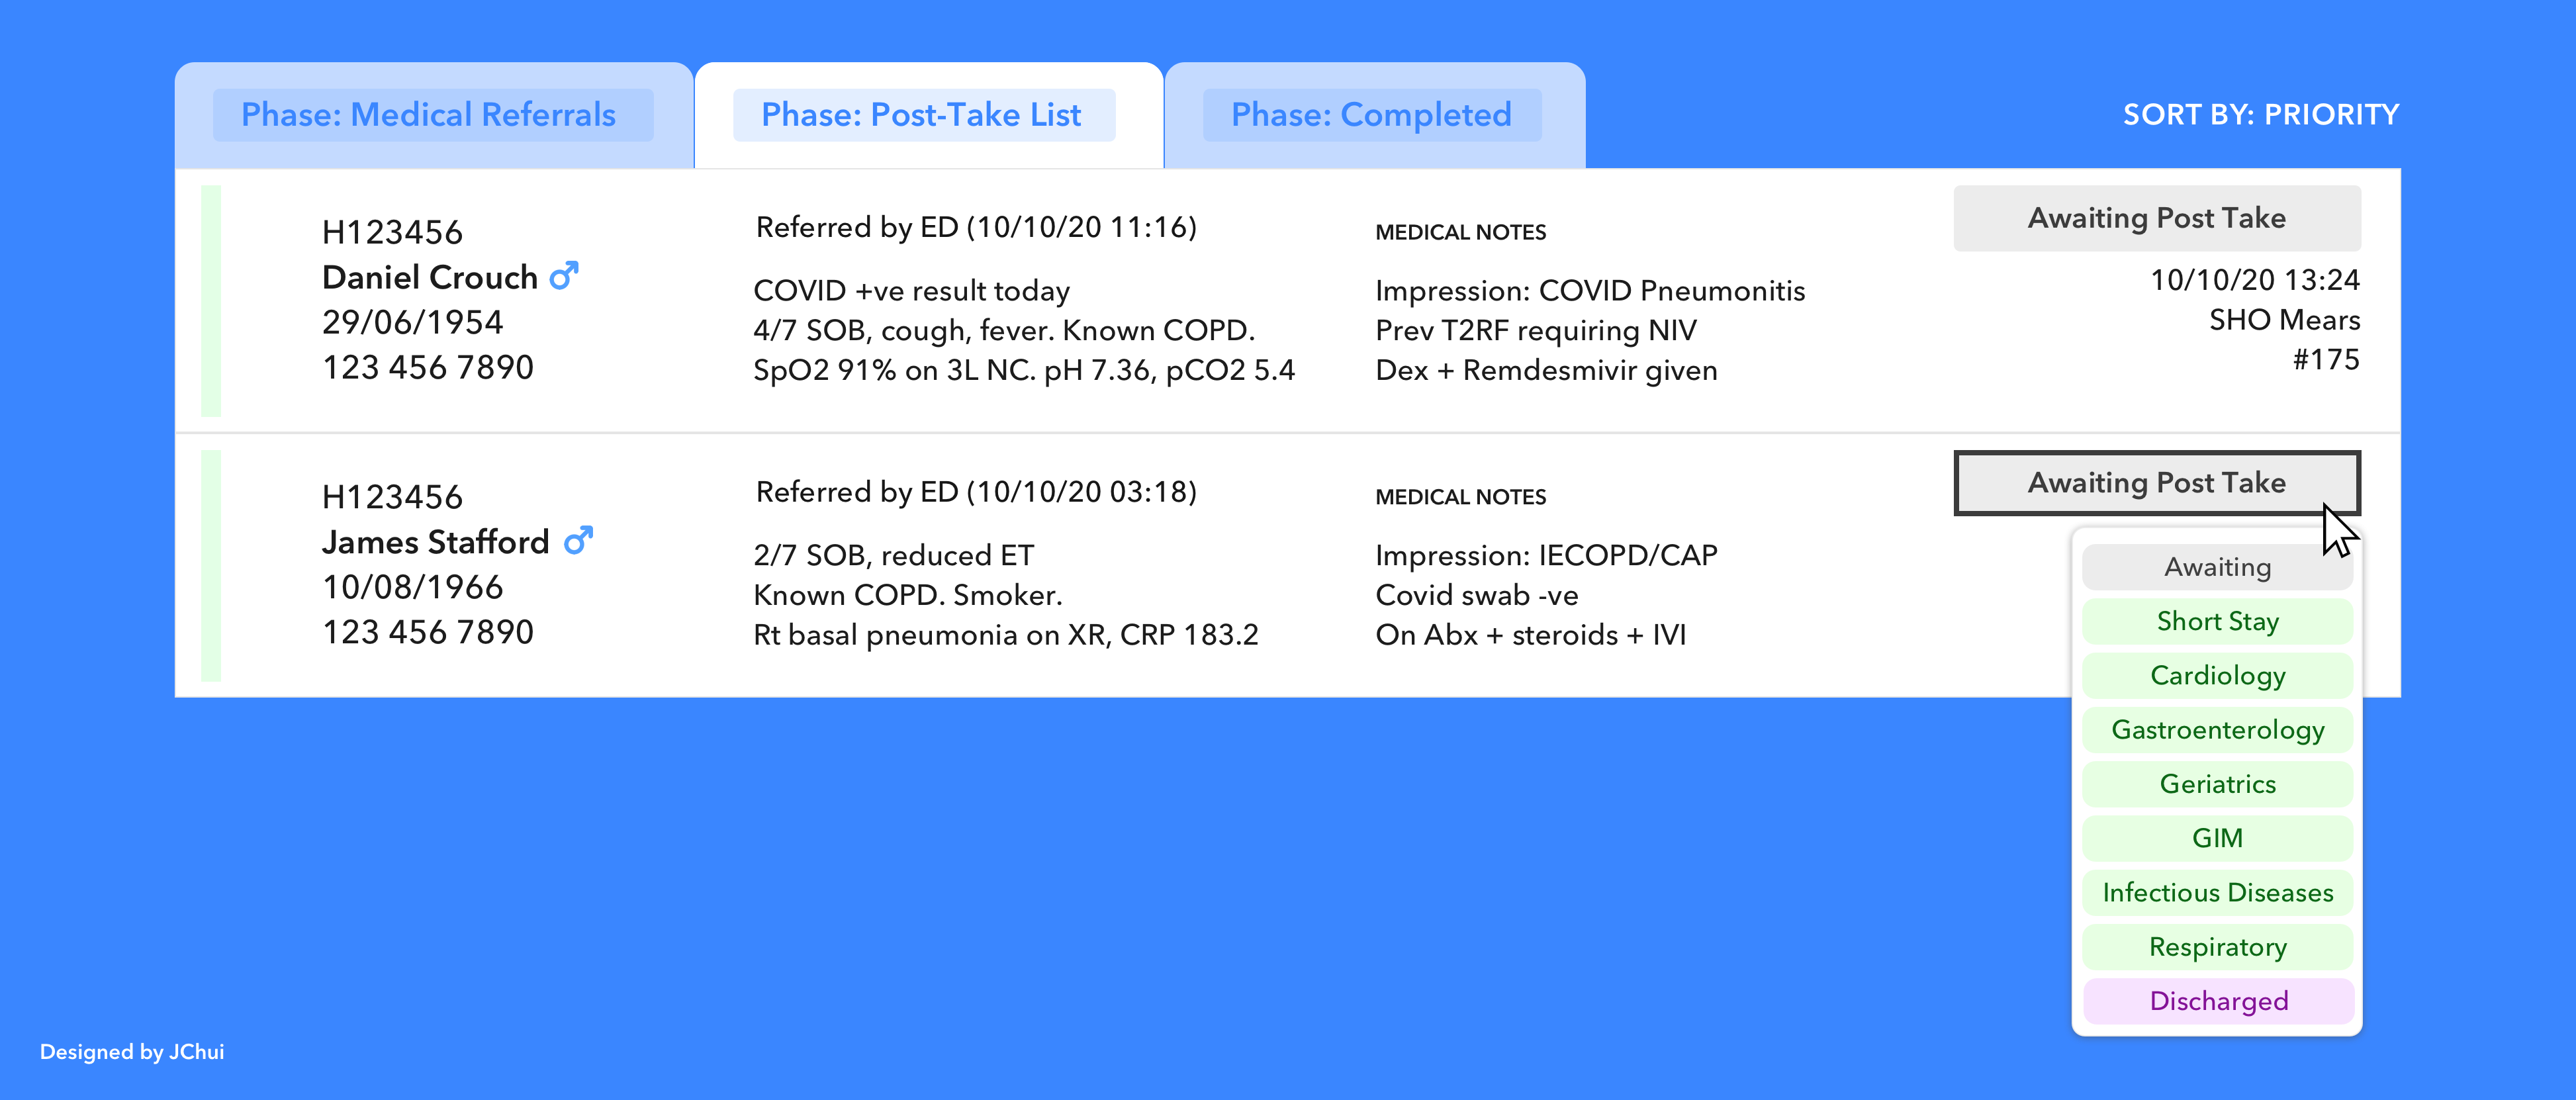 Phase: Medical Referrals
Phase: Post-Take List
Phase: Completed
SORT BY: PRIORITY
H123456
Daniel Crouch
29/06/1954
123 456 7890
Referred by ED (10/10/20 11:16)
COVID +ve result today
4/7 SOB, cough, fever. Known COPD.
SpO2 91% on 3L NC. pH 7.36, pCO2 5.4
MEDICAL NOTES
Impression: COVID Pneumonitis
Prev T2RF requiring NIV
Dex + Remdesmivir given
Awaiting Post Take
10/10/20 13:24
SHO Mears
#175
H123456
James Stafford
10/08/1966
123 456 7890
Referred by ED (10/10/20 03:18)
2/7 SOB, reduced ET
Known COPD. Smoker.
Rt basal pneumonia on XR, CRP 183.2
MEDICAL NOTES
Impression: IECOPD/CAP
Covid swab -ve
On Abx + steroids + IVI
Awaiting Post Take
Awaiting
Short Stay
Cardiology
Gastroenterology
Geriatrics
GIM
Infectious Diseases
Respiratory
Discharged
Designed by JChui